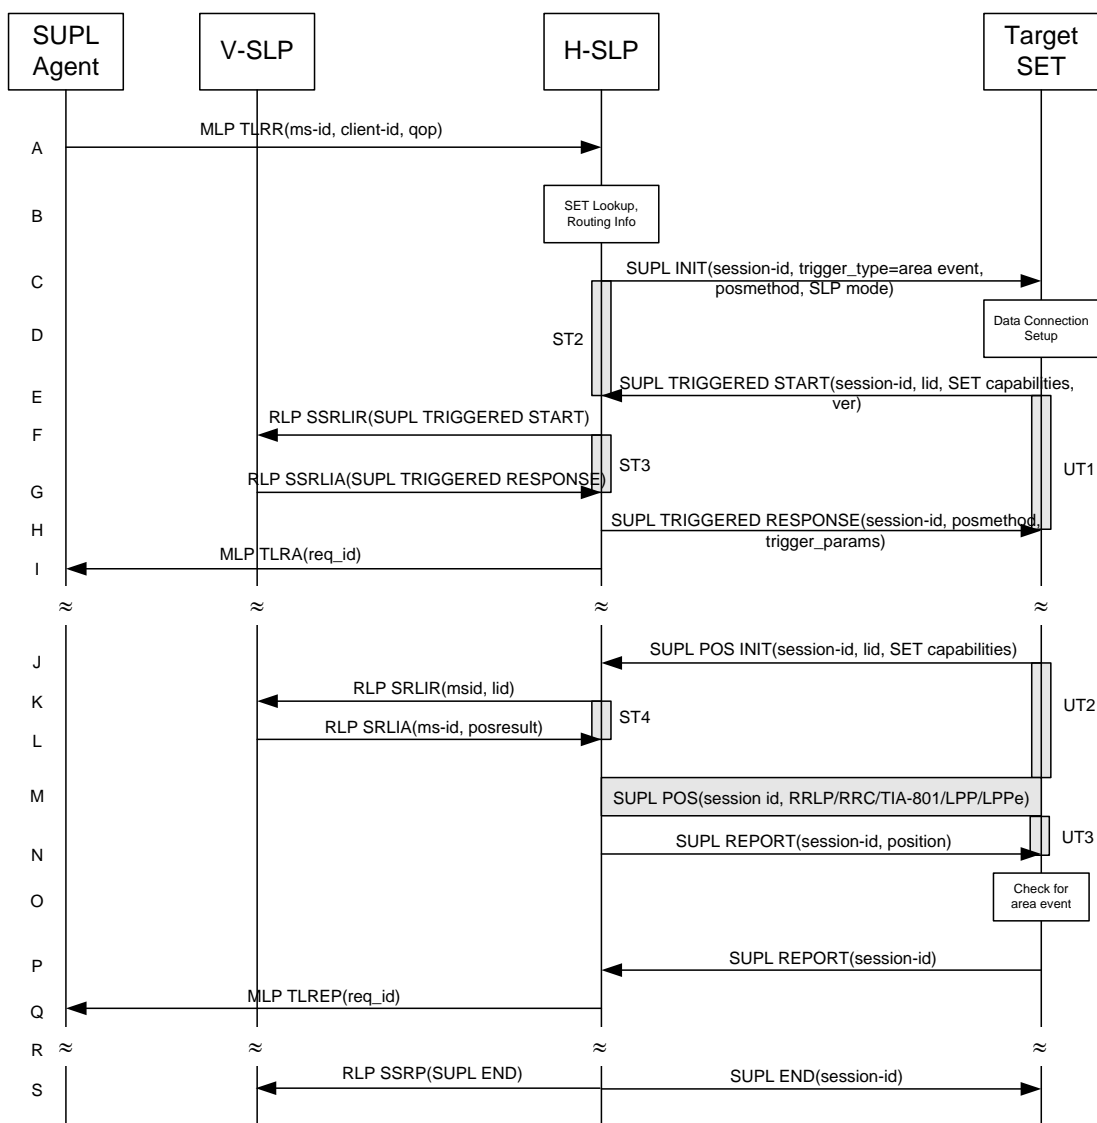 SUPL
Agent
V-SLP
H-SLP
Target
SET
A
MLP TLRR(ms-id, client-id, qop)
B
SET Lookup,
Routing Info
C
SUPL INIT(session-id, trigger_type=area event,
posmethod, SLP mode)
D
ST2
Data Connection
Setup
E
SUPL TRIGGERED START(session-id, lid, SET capabilities,
ver)
F
RLP SSRLIR(SUPL TRIGGERED START)
ST3
UT1
G
RLP SSRLIA(SUPL TRIGGERED RESPONSE)
H
SUPL TRIGGERED RESPONSE(session-id, posmethod,
trigger_params)
I
MLP TLRA(req_id)
≈ ≈ ≈ ≈
J
SUPL POS INIT(session-id, lid, SET capabilities)
K
RLP SRLIR(msid, lid)
ST4
UT2
L
RLP SRLIA(ms-id, posresult)
M
SUPL POS(session id, RRLP/RRC/TIA-801/LPP/LPPe)
N
SUPL REPORT(session-id, position)
UT3
O
Check for
area event
P
SUPL REPORT(session-id)
Q
MLP TLREP(req_id)
R
≈ ≈ ≈ ≈
S
RLP SSRP(SUPL END)
SUPL END(session-id)